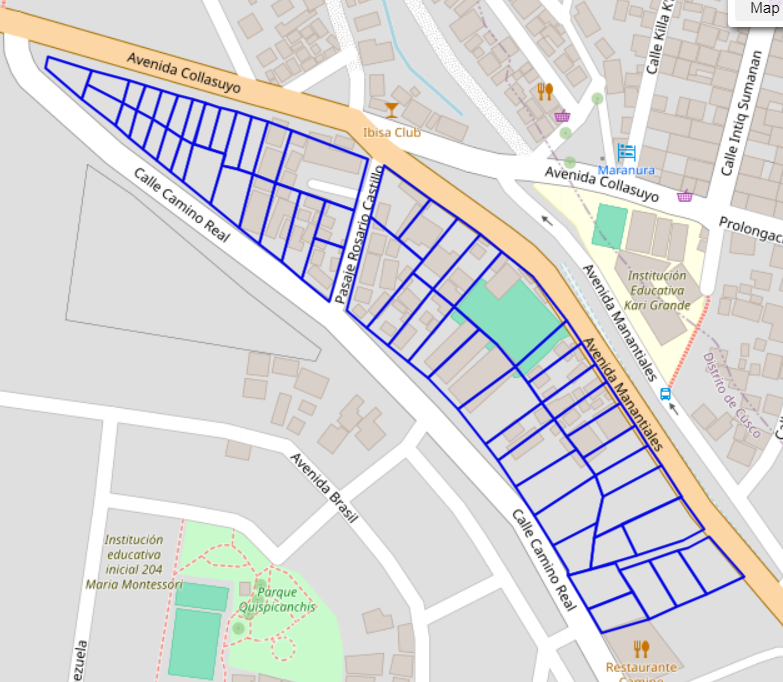 Map
Calle Killa K
Avenida Collasuyo
Ibisa Club
Maranura
Avenida Collasuyo
Calle Intiq Sumanan
Prolongac
Calle Camino Real
Pasaje Rosario Castillo
Institución
Educativa
Kari Grande
Avenida Manantiales
Avenida Manantiales
Distrito de Cusco
Avenida Brasil
Calle Camino Real
Institución
educativa
inicial 204
Maria Montessori
Parque
Quispicanchis
ezuela
Restaurante